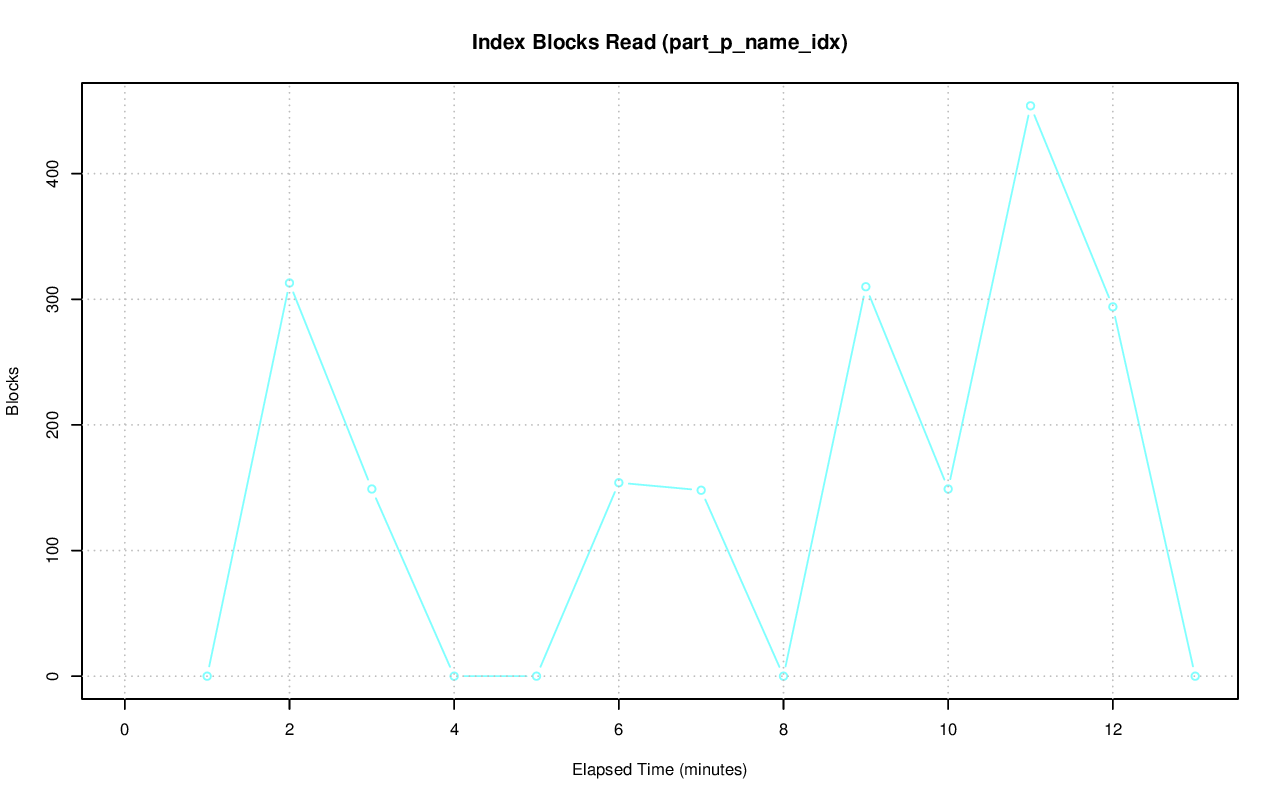 Index Blocks Read (part_p_name_idx)
400
300
200
100
0
Blocks
0 2 4 6 8 10 12
Elapsed Time (minutes)